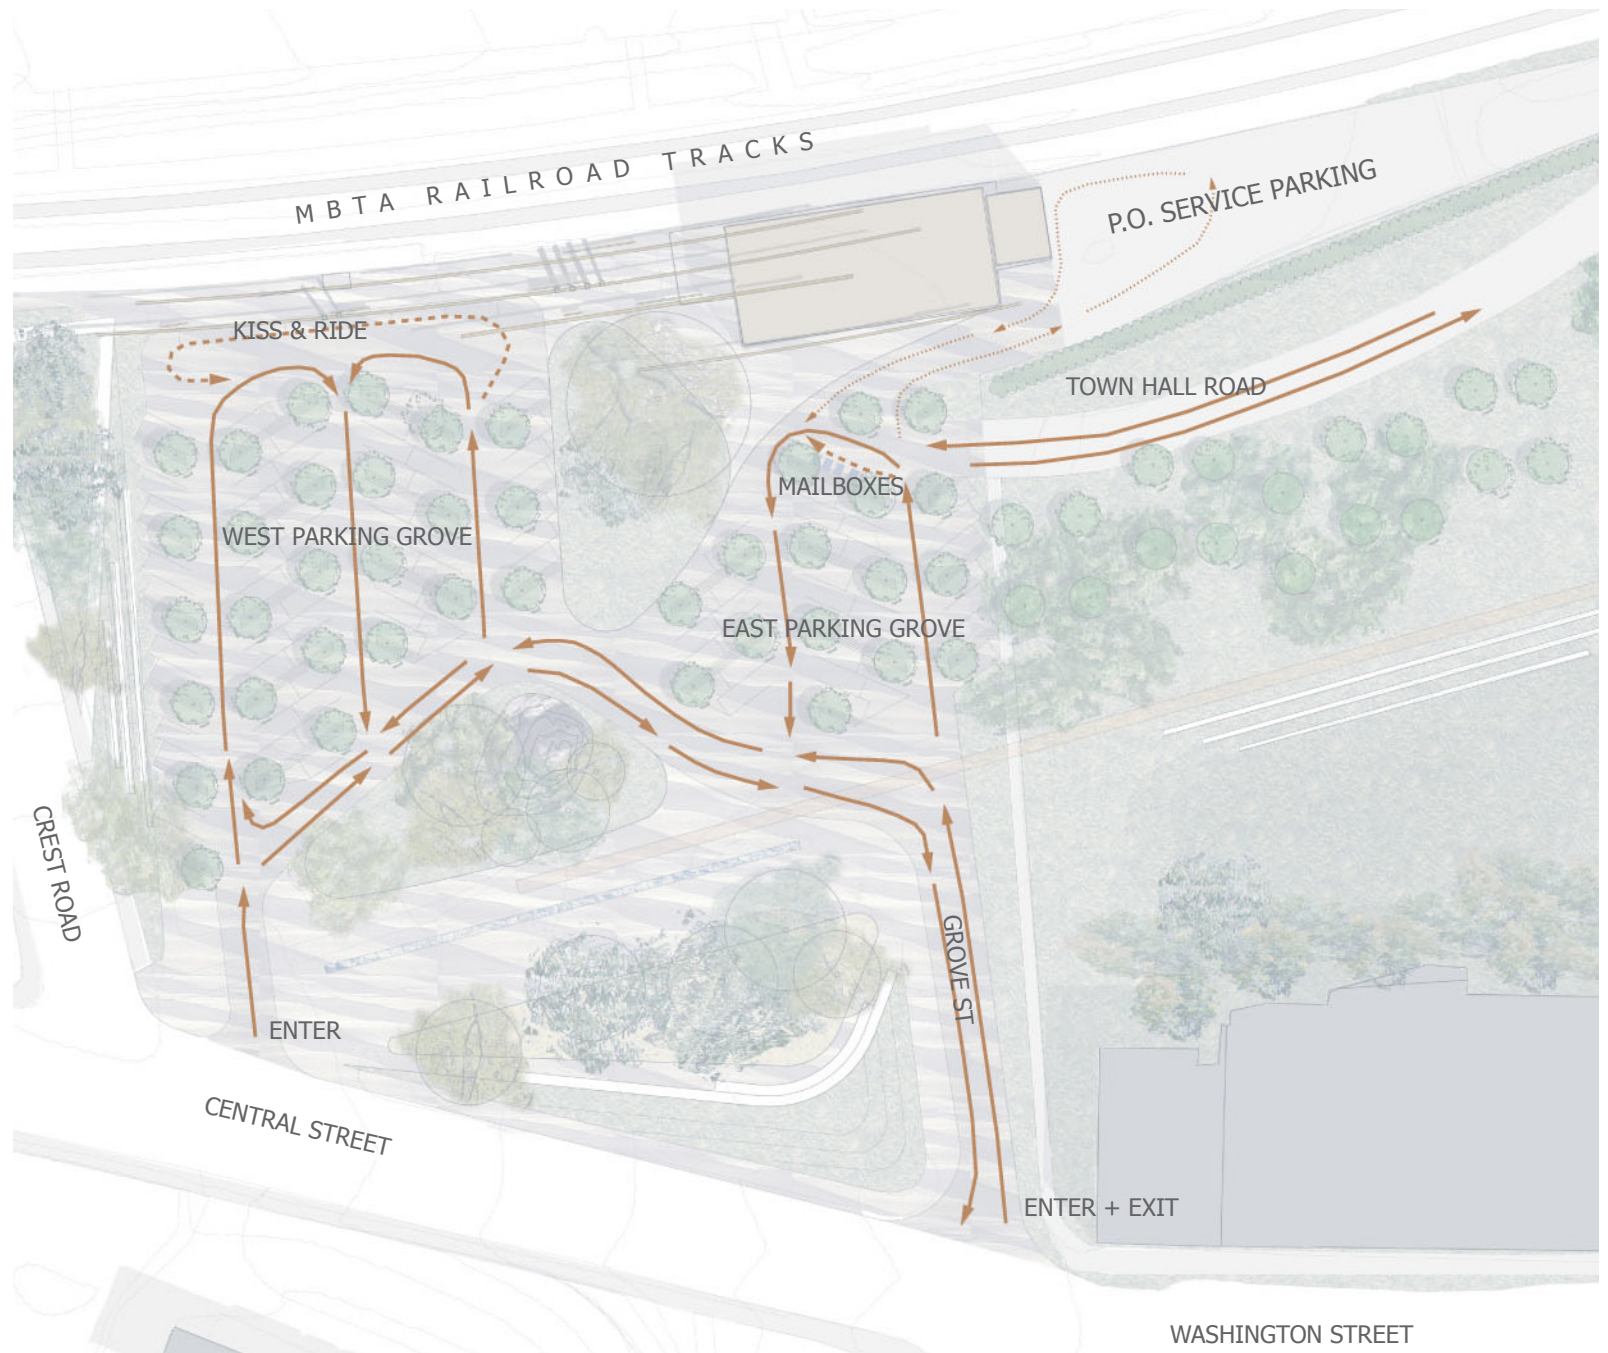 MBTA RAILROAD TRACKS
P.O. SERVICE PARKING
KISS & RIDE
TOWN HALL ROAD
MAILBOXES
WEST PARKING GROVE
EAST PARKING GROVE
CREST ROAD
GROVE ST
ENTER
CENTRAL STREET
ENTER + EXIT
WASHINGTON STREET